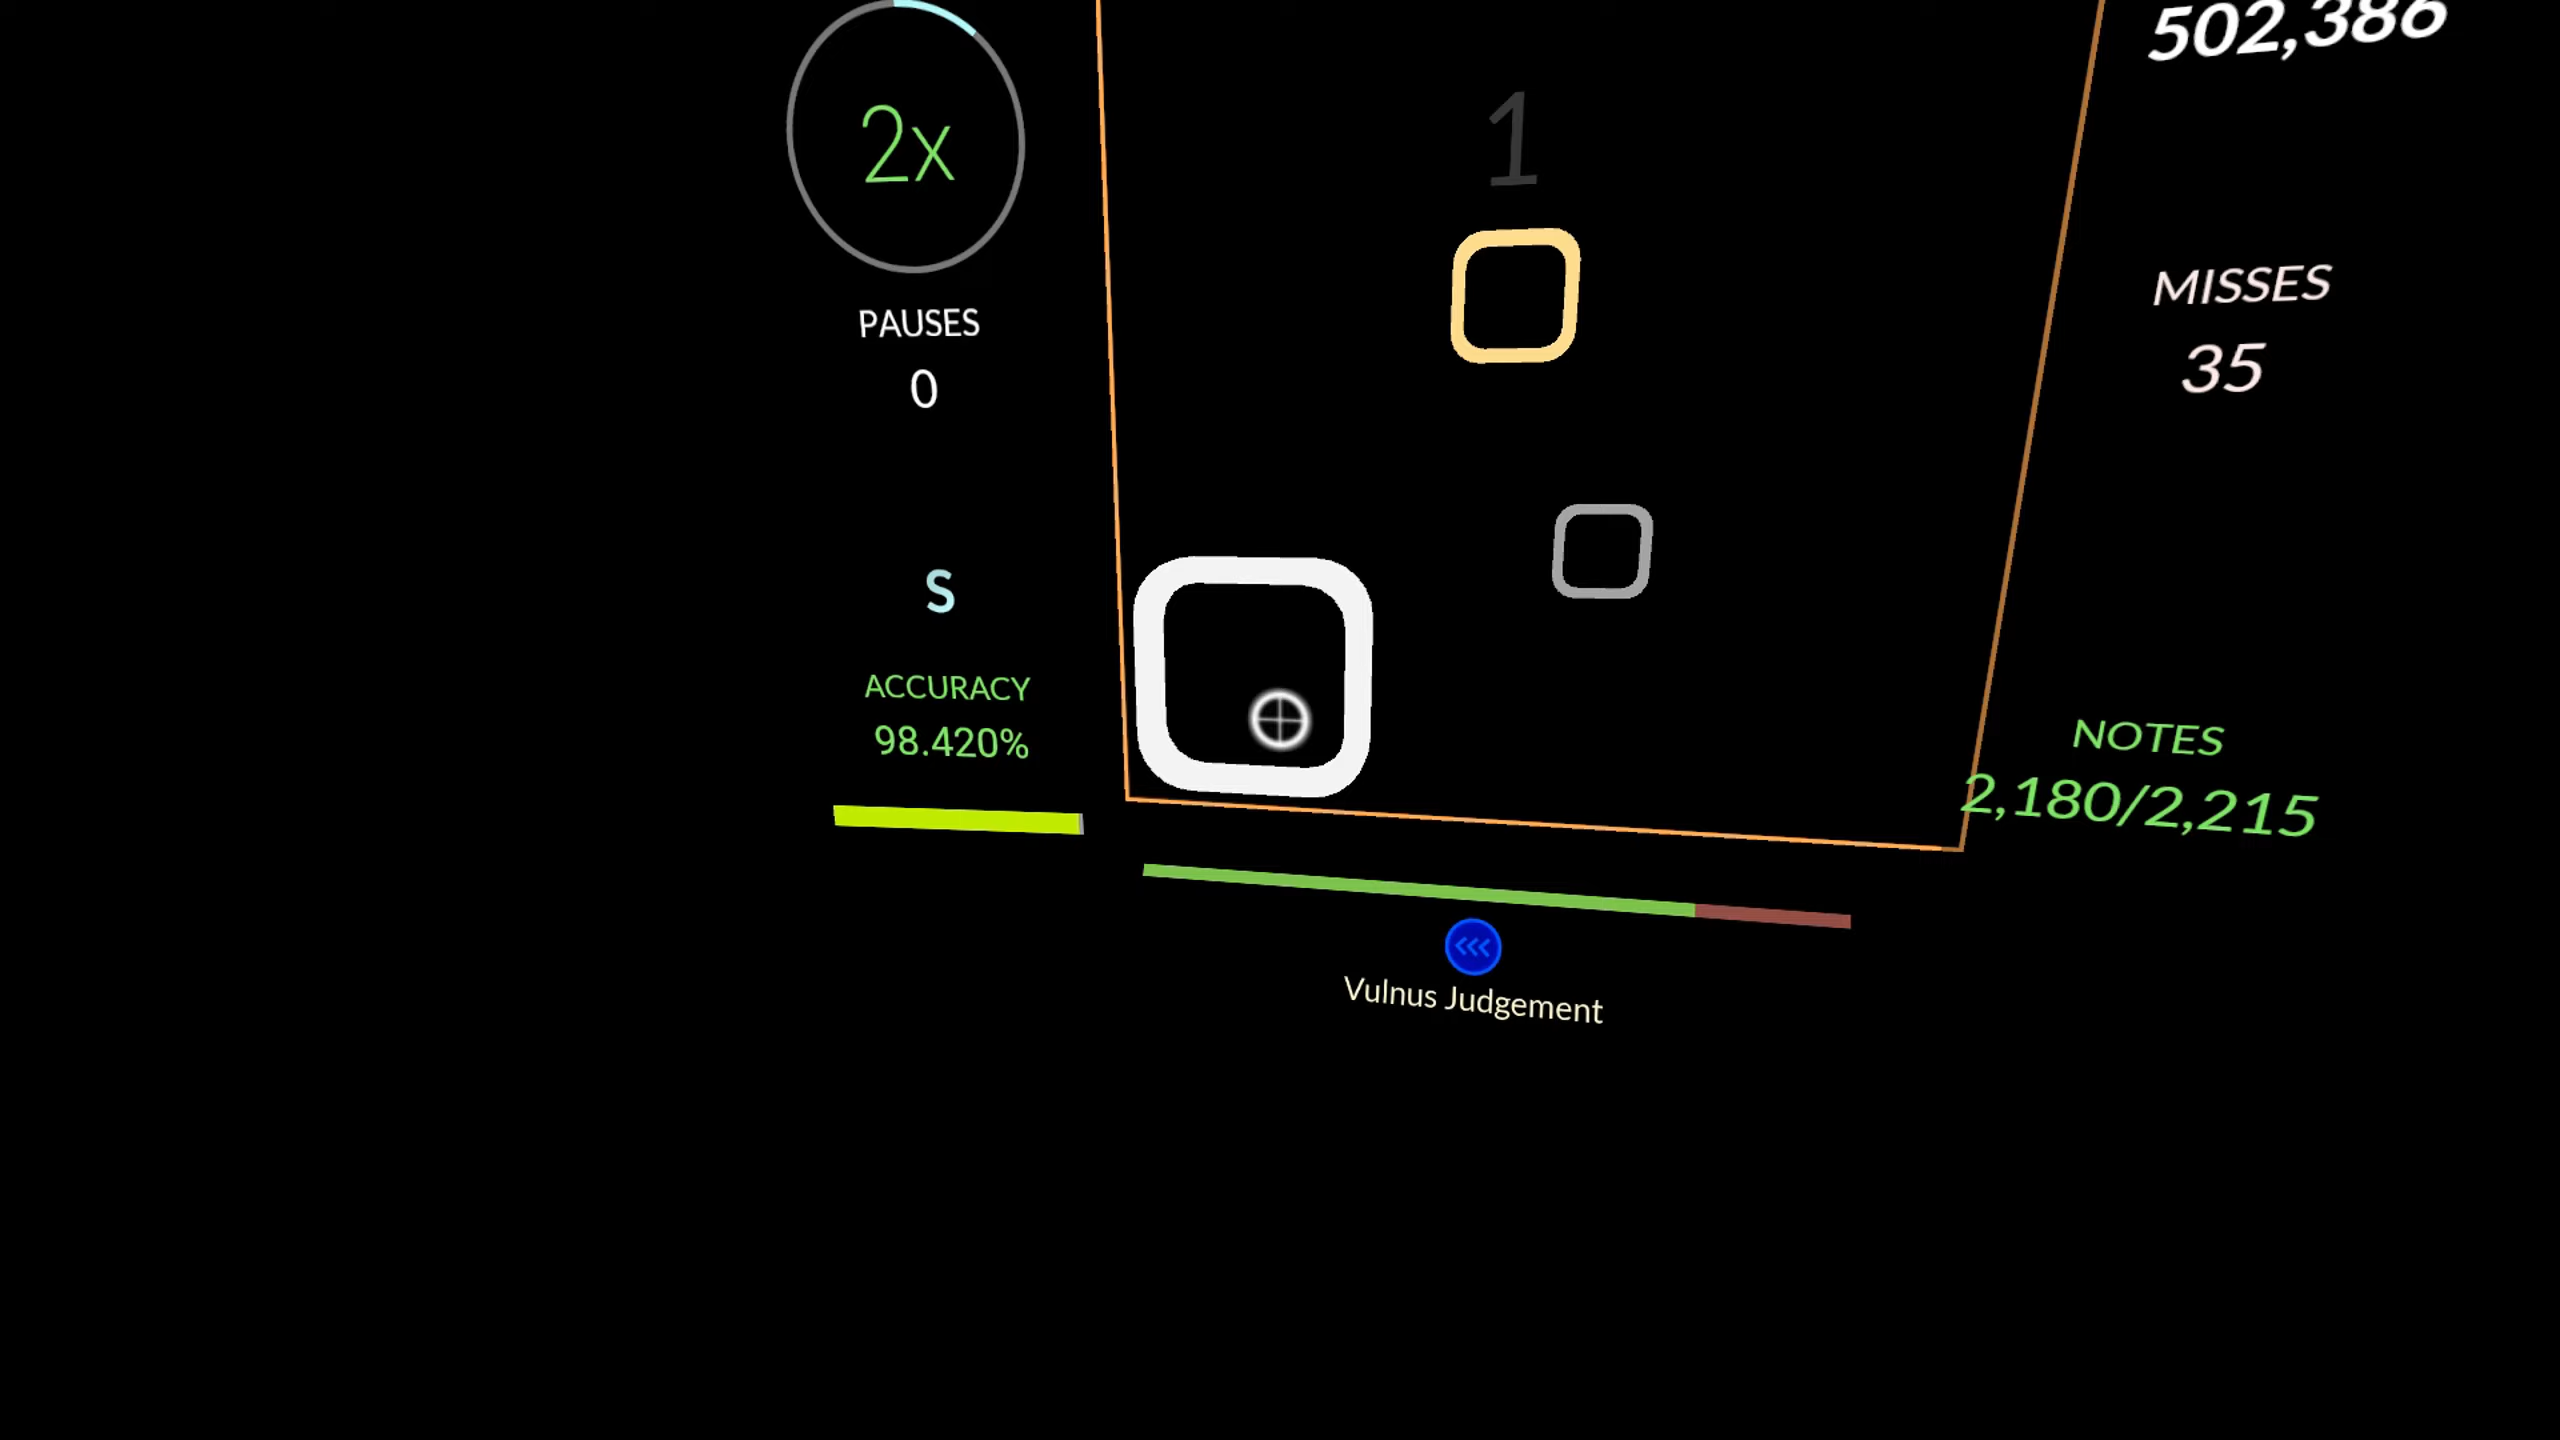 502,386
2x
1
PAUSES
0
MISSES
35
S
ACCURACY
98.420%
NOTES
2,180/2,215
Vulnus Judgement